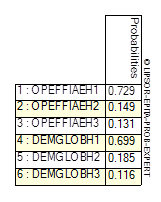 Probabilities
1 : OPEFFIAEH1 0.729
2 : OPEFFIAEH2 0.149
3 : OPEFFIAEH3 0.131
4 : DEMGLOBH1 0.699
5 : DEMGLOBH2 0.185
6 : DEMGLOBH3 0.116
© LIPSOR-EPITA-PROB-EXPERT